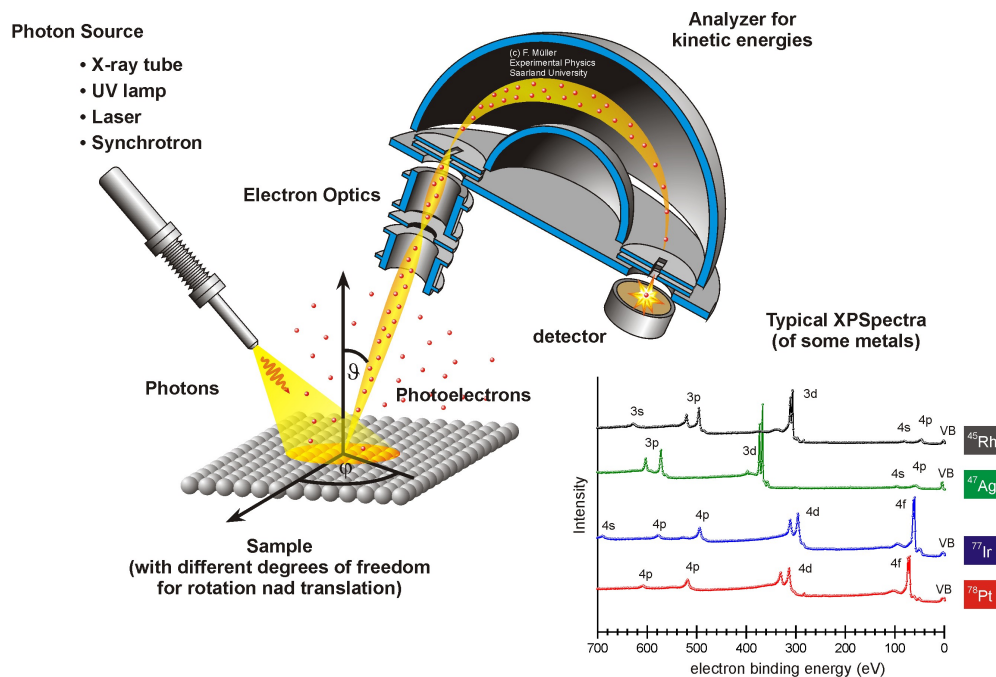 Photon Source
• X-ray tube
• UV lamp
• Laser
• Synchrotron
Analyzer for
kinetic energies
(c) F. Müller
Experimental Physics
Saarland University
Electron Optics
detector
Photons
ϑ
Photoelectrons
φ
Sample
(with different degrees of freedom
for rotation nad translation)
Typical XPSpectra
(of some metals)
3s 3p 3d 4s 4p VB ⁴⁵Rh
3p 3d 4s 4p VB ⁴⁷Ag
4s 4p 4p 4d 4f VB ⁷⁷Ir
4p 4p 4d 4f VB ⁷⁸Pt
Intensity
700 600 500 400 300 200 100 0
electron binding energy (eV)